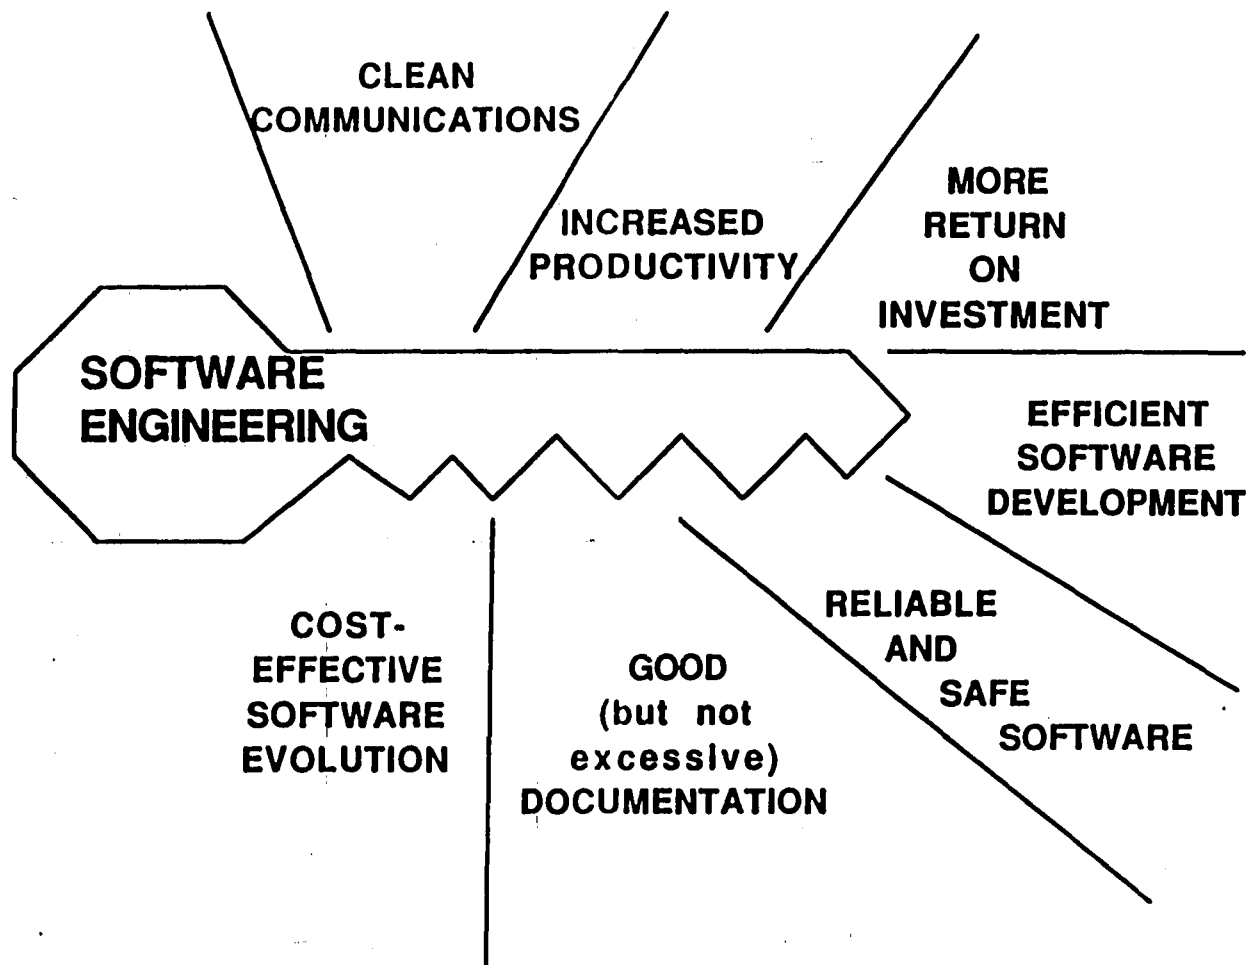 CLEAN
COMMUNICATIONS
INCREASED
PRODUCTIVITY
MORE
RETURN
ON
INVESTMENT
SOFTWARE
ENGINEERING
EFFICIENT
SOFTWARE
DEVELOPMENT
RELIABLE
AND
SAFE
SOFTWARE
GOOD
(but not
excessive)
DOCUMENTATION
COST-
EFFECTIVE
SOFTWARE
EVOLUTION